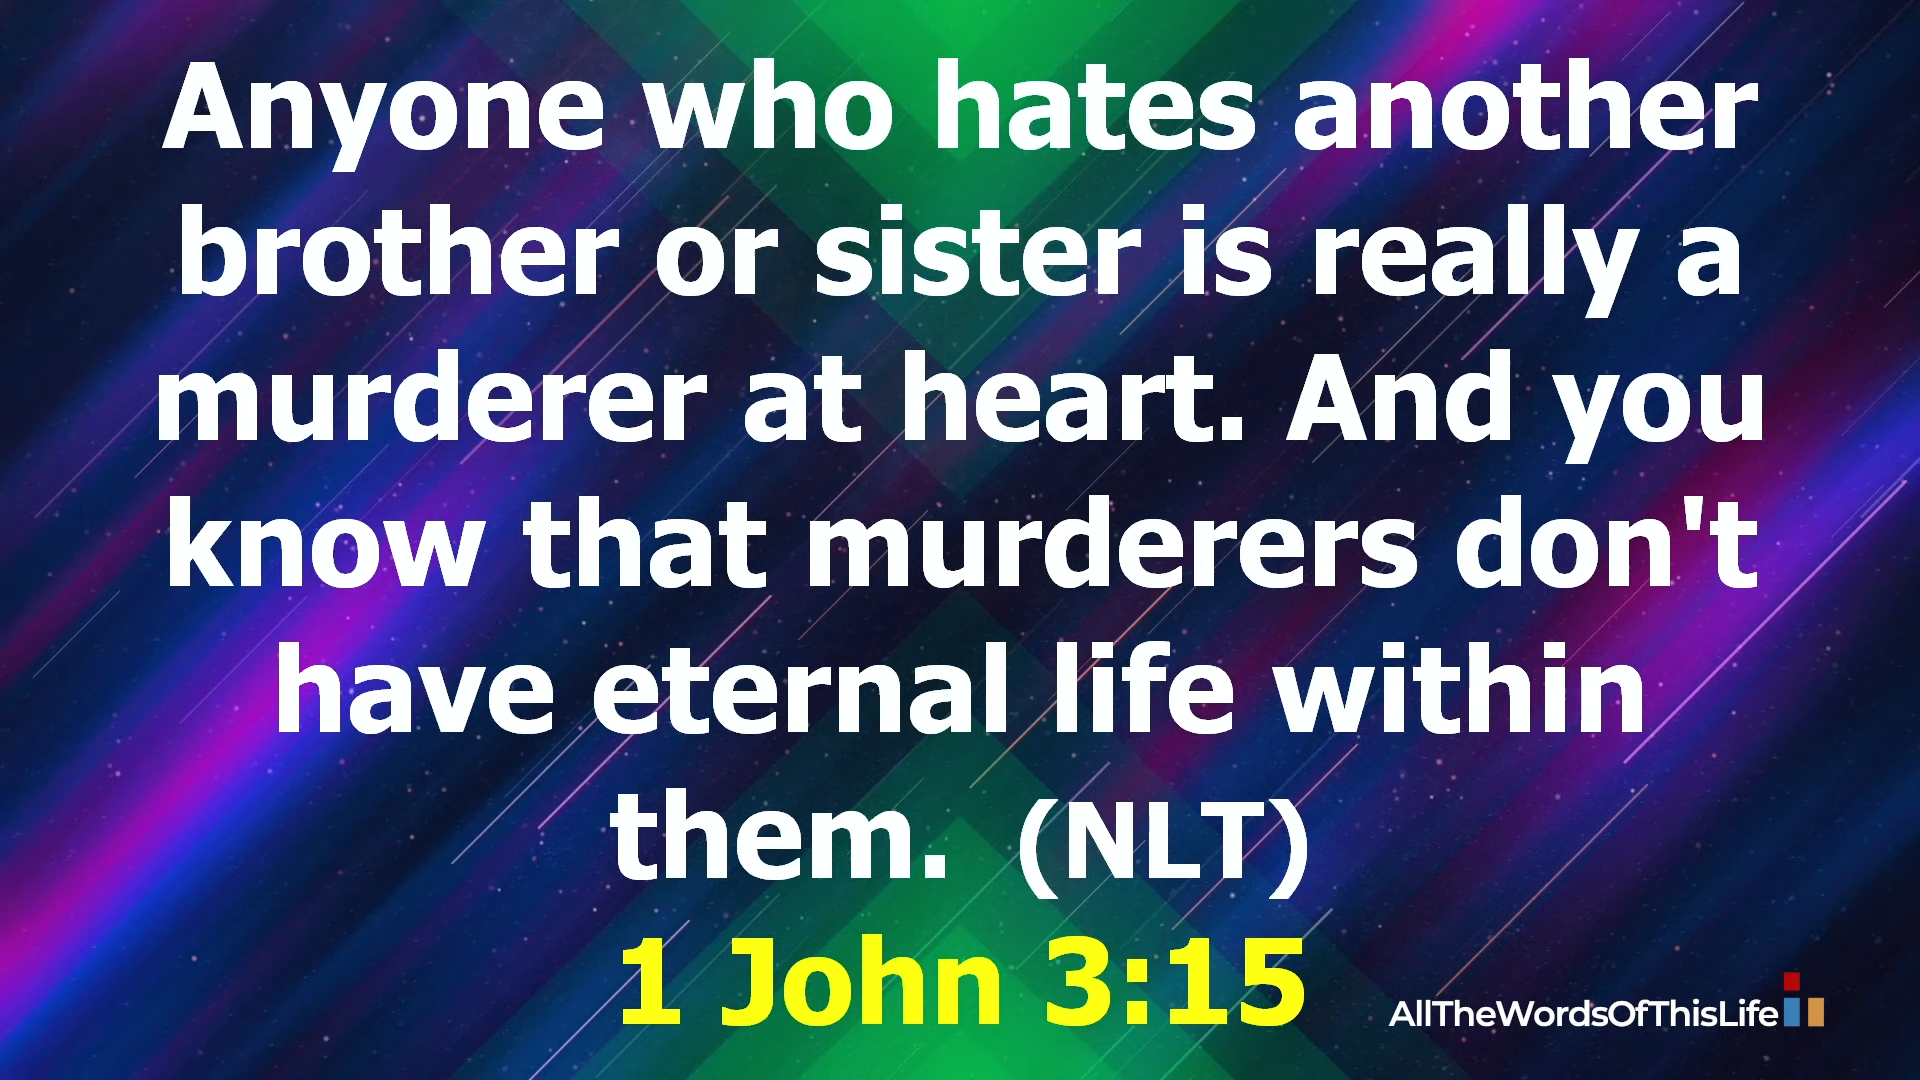 Anyone who hates another
brother or sister is really a
murderer at heart. And you
know that murderers don't
have eternal life within
them.  (NLT)
1 John 3:15
AllTheWordsOfThisLife